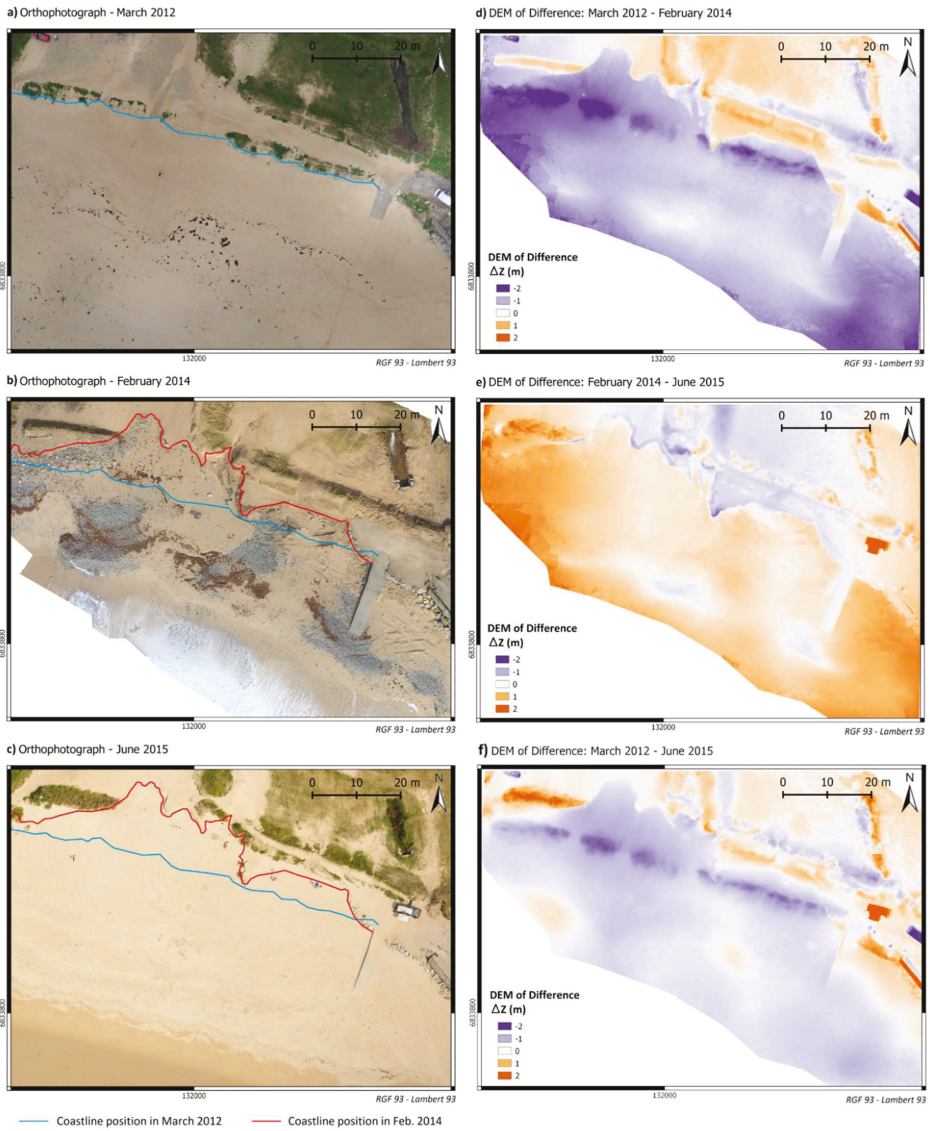 a) Orthophotograph - March 2012
0 10 20 m
N
6833800
132000
RGF 93 - Lambert 93
d) DEM of Difference: March 2012 - February 2014
0 10 20 m
N
DEM of Difference
ΔZ (m)
-2
-1
0
1
2
6833800
132000
RGF 93 - Lambert 93
b) Orthophotograph - February 2014
0 10 20 m
N
6833800
132000
RGF 93 - Lambert 93
e) DEM of Difference: February 2014 - June 2015
0 10 20 m
N
DEM of Difference
ΔZ (m)
-2
-1
0
1
2
6833800
132000
RGF 93 - Lambert 93
c) Orthophotograph - June 2015
0 10 20 m
N
6833800
132000
RGF 93 - Lambert 93
f) DEM of Difference: March 2012 - June 2015
0 10 20 m
N
DEM of Difference
ΔZ (m)
-2
-1
0
1
2
6833800
132000
RGF 93 - Lambert 93
Coastline position in March 2012
Coastline position in Feb. 2014